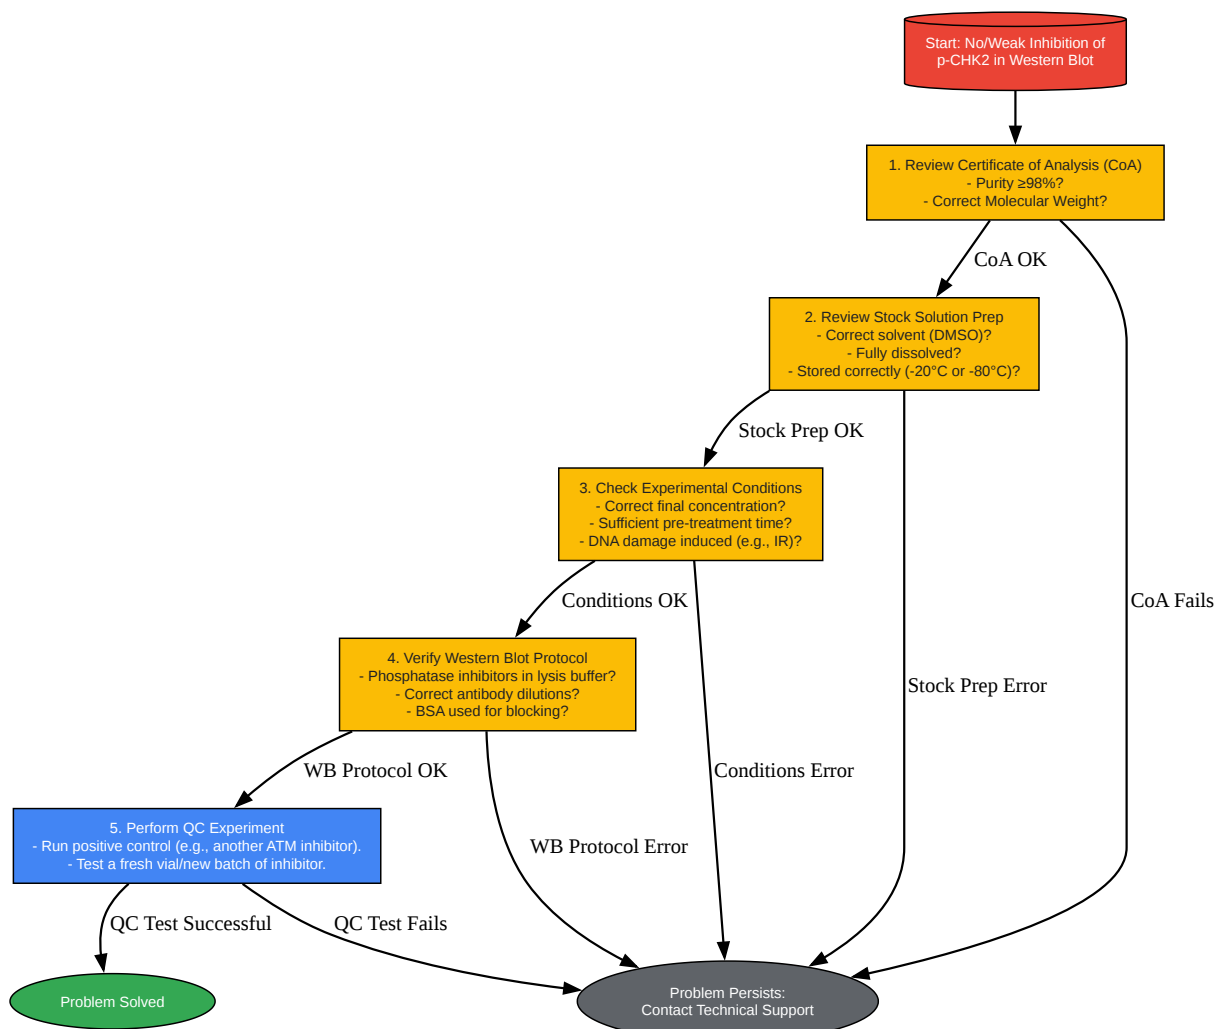 Start: No/Weak Inhibition of
p-CHK2 in Western Blot
1. Review Certificate of Analysis (CoA)
- Purity ≥98%?
- Correct Molecular Weight?
CoA OK
2. Review Stock Solution Prep
- Correct solvent (DMSO)?
- Fully dissolved?
- Stored correctly (-20°C or -80°C)?
Stock Prep OK
3. Check Experimental Conditions
- Correct final concentration?
- Sufficient pre-treatment time?
- DNA damage induced (e.g., IR)?
Conditions OK
CoA Fails
4. Verify Western Blot Protocol
- Phosphatase inhibitors in lysis buffer?
- Correct antibody dilutions?
- BSA used for blocking?
Stock Prep Error
WB Protocol OK
Conditions Error
5. Perform QC Experiment
- Run positive control (e.g., another ATM inhibitor).
- Test a fresh vial/new batch of inhibitor.
WB Protocol Error
QC Test Successful
QC Test Fails
Problem Solved
Problem Persists:
Contact Technical Support